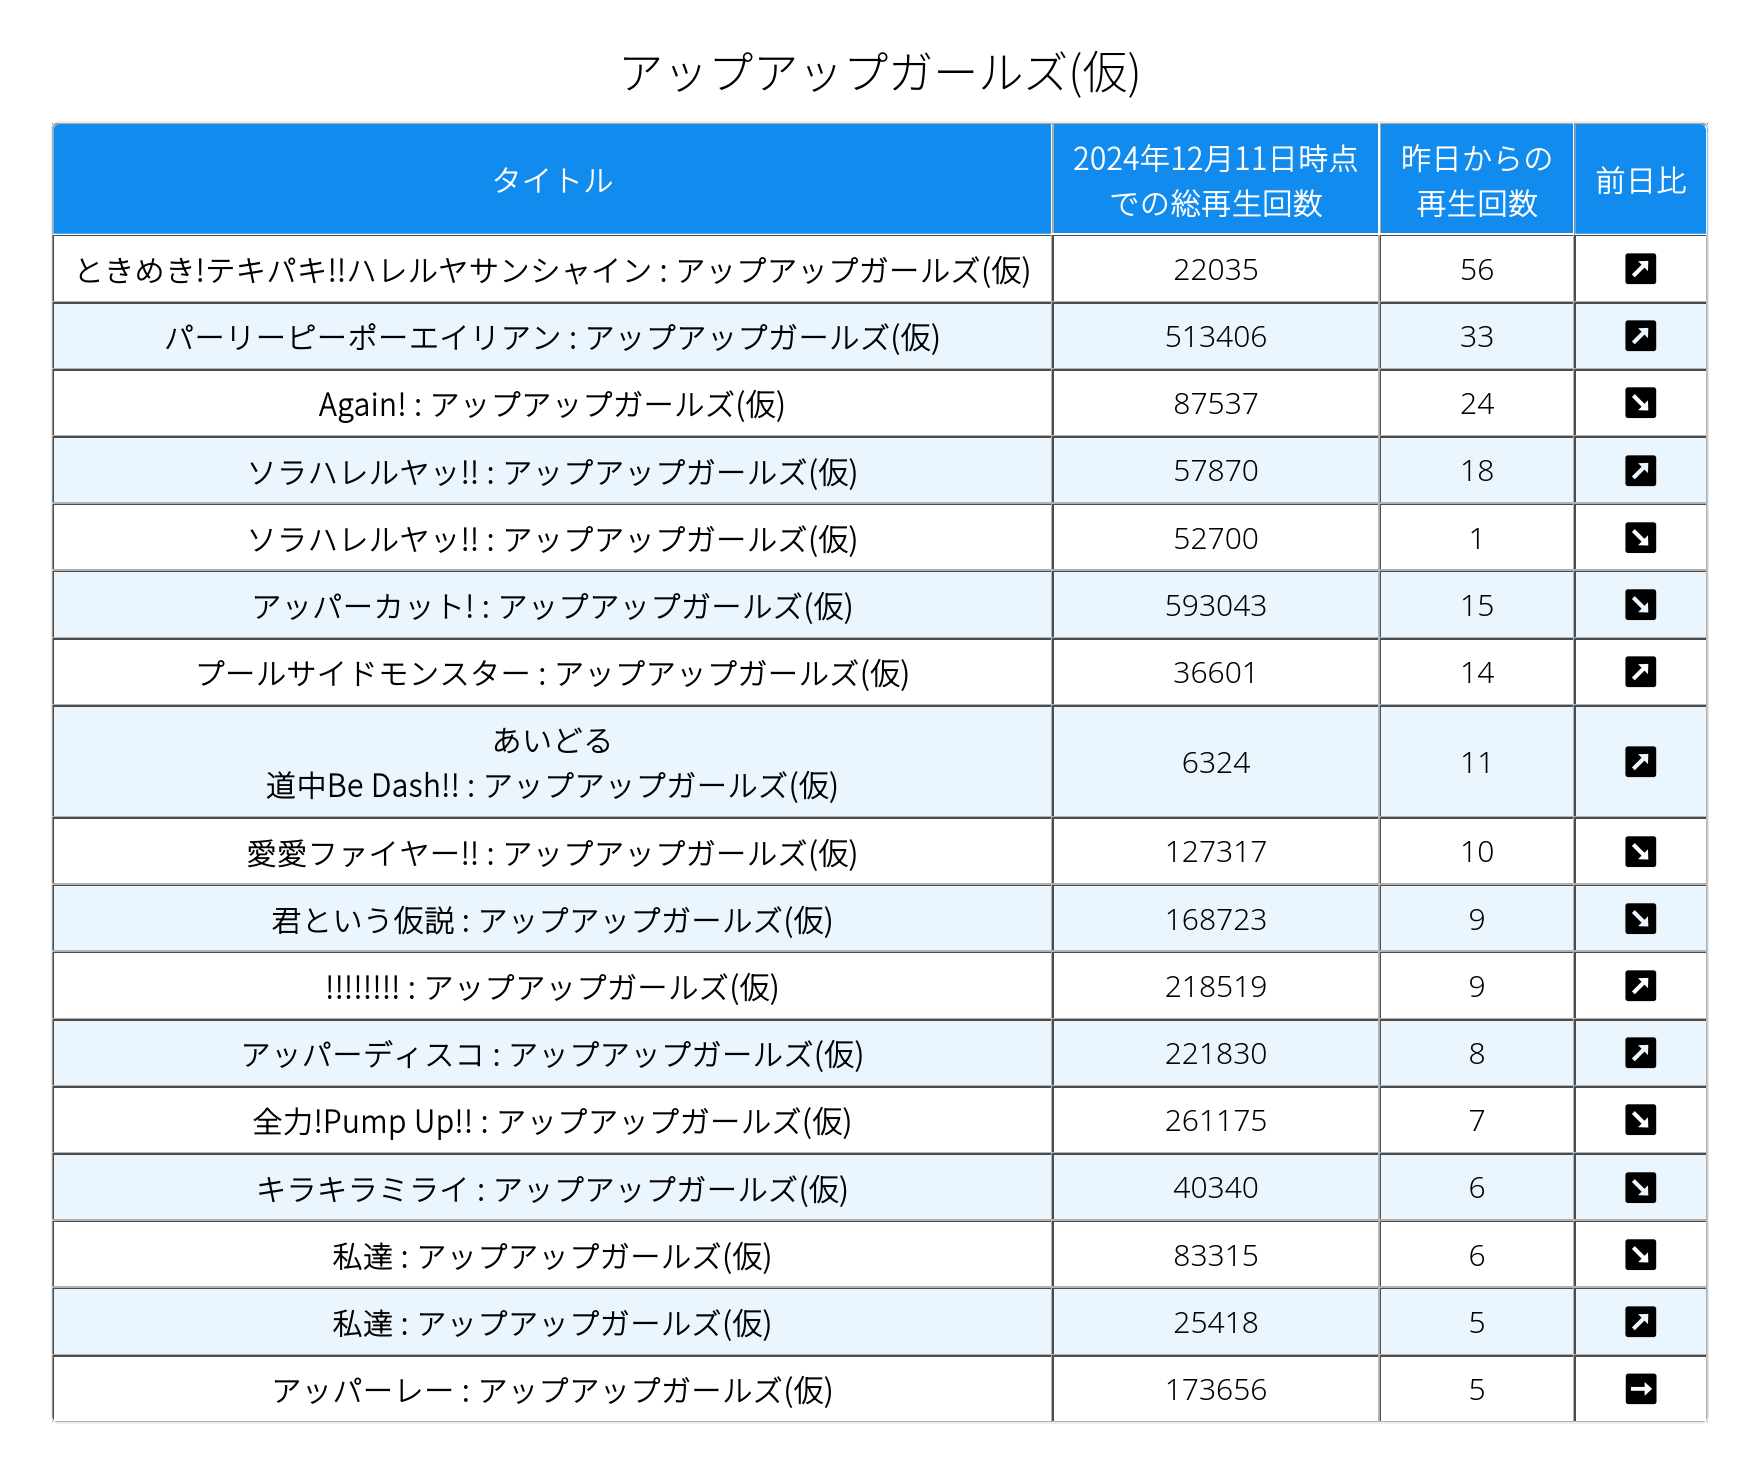 アップアップガールズ(仮)
タイトル
2024年12月11日時点
での総再生回数
昨日からの
再生回数
前日比
ときめき!テキパキ!!ハレルヤサンシャイン : アップアップガールズ(仮) 22035 56
パーリーピーポーエイリアン : アップアップガールズ(仮) 513406 33
Again! : アップアップガールズ(仮) 87537 24
ソラハレルヤッ!! : アップアップガールズ(仮) 57870 18
ソラハレルヤッ!! : アップアップガールズ(仮) 52700 1
アッパーカット! : アップアップガールズ(仮) 593043 15
プールサイドモンスター : アップアップガールズ(仮) 36601 14
あいどる
道中Be Dash!! : アップアップガールズ(仮) 6324 11
愛愛ファイヤー!! : アップアップガールズ(仮) 127317 10
君という仮説 : アップアップガールズ(仮) 168723 9
!!!!!!!! : アップアップガールズ(仮) 218519 9
アッパーディスコ : アップアップガールズ(仮) 221830 8
全力!Pump Up!! : アップアップガールズ(仮) 261175 7
キラキラミライ : アップアップガールズ(仮) 40340 6
私達 : アップアップガールズ(仮) 83315 6
私達 : アップアップガールズ(仮) 25418 5
アッパーレー : アップアップガールズ(仮) 173656 5